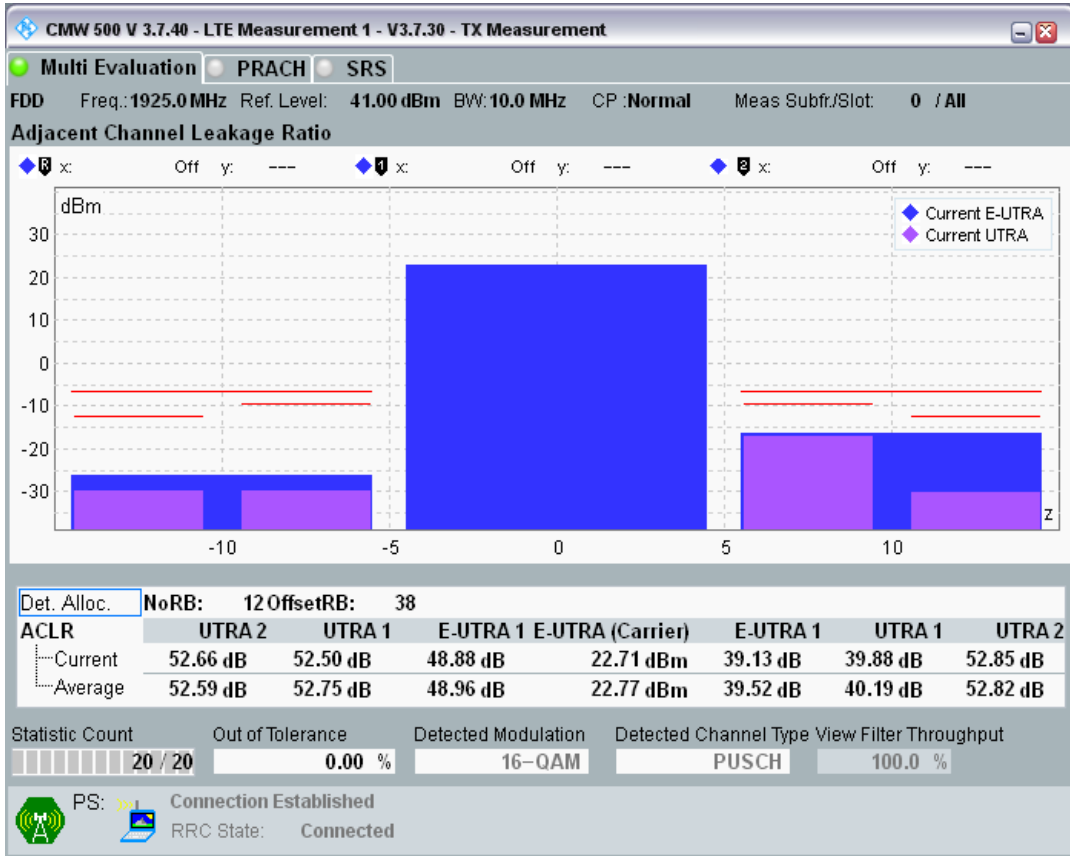 CMW 500 V 3.7.40 - LTE Measurement 1 - V3.7.30 - TX Measurement
Multi Evaluation PRACH SRS
FDD Freq.: 1925.0 MHz Ref. Level: 41.00 dBm BW: 10.0 MHz CP :Normal Meas Subfr./Slot: 0 / All
Adjacent Channel Leakage Ratio
R x: Off y: --- 1 x: Off y: --- 2 x: Off y: ---
dBm
Current E-UTRA
Current UTRA
30
20
10
0
-10
-20
-30
z
-10 -5 0 5 10
Det. Alloc. NoRB: 12 OffsetRB: 38
ACLR UTRA 2 UTRA 1 E-UTRA 1 E-UTRA (Carrier) E-UTRA 1 UTRA 1 UTRA 2
Current 52.66 dB 52.50 dB 48.88 dB 22.71 dBm 39.13 dB 39.88 dB 52.85 dB
Average 52.59 dB 52.75 dB 48.96 dB 22.77 dBm 39.52 dB 40.19 dB 52.82 dB
Statistic Count Out of Tolerance Detected Modulation Detected Channel Type View Filter Throughput
20 / 20 0.00 % 16-QAM PUSCH 100.0 %
PS: Connection Established
RRC State: Connected